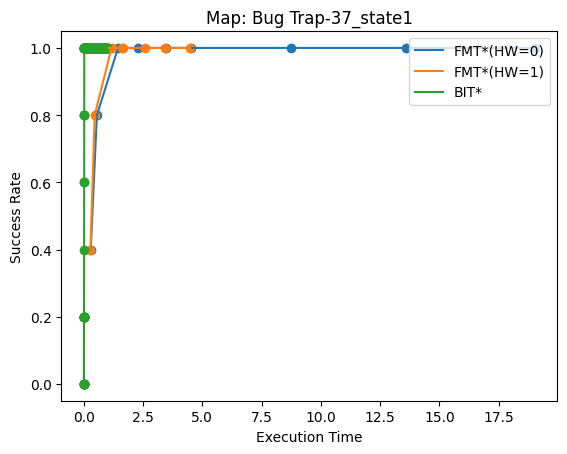 Map: Bug Trap-37_state1
FMT*(HW=0)
FMT*(HW=1)
BIT*
Success Rate
1.0
0.8
0.6
0.4
0.2
0.0
0.0 2.5 5.0 7.5 10.0 12.5 15.0 17.5
Execution Time